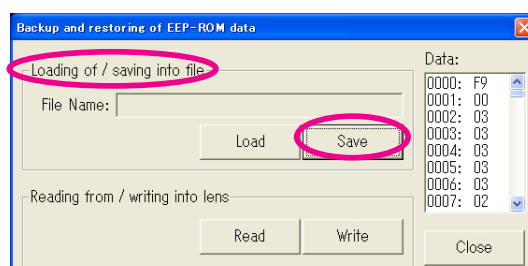 Backup and restoring of EEP-ROM data
Loading of / saving into file
File Name:
Load
Save
Reading from / writing into lens
Read
Write
Data:
0000: F9
0001: 00
0002: 03
0003: 03
0004: 03
0005: 03
0006: 03
0007: 02
Close